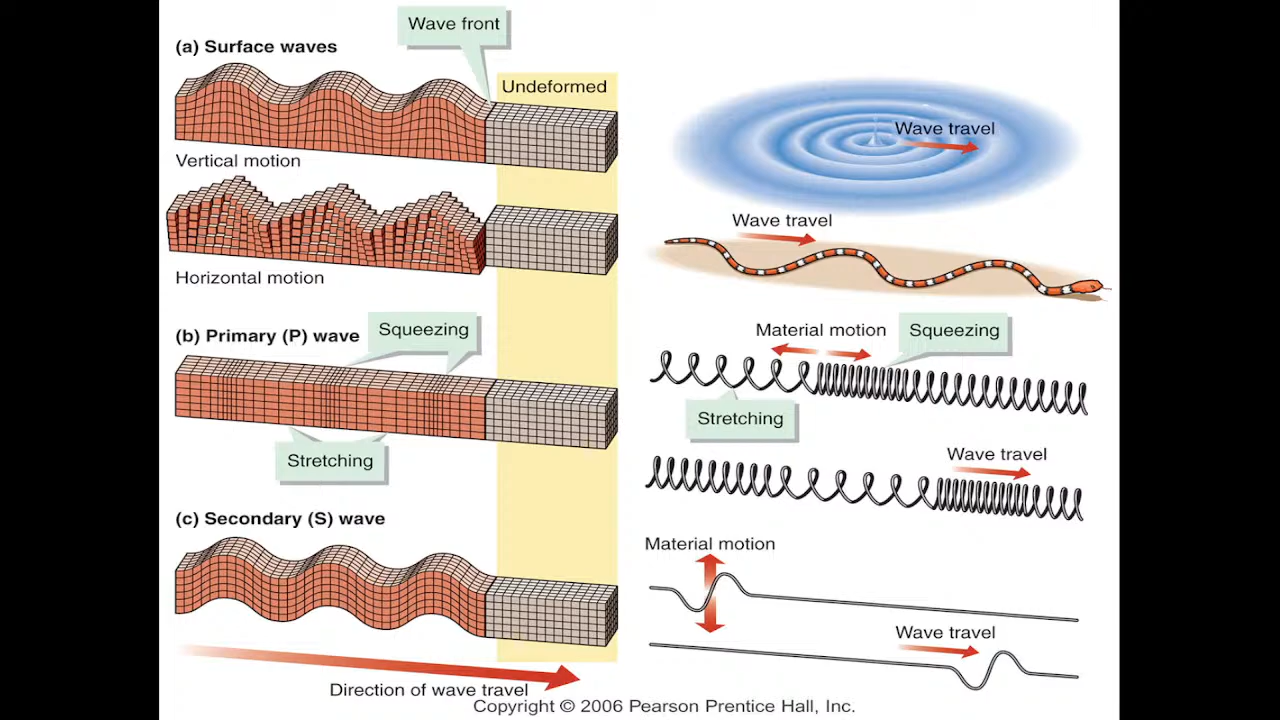 Wave front
(a) Surface waves
Undeformed
Vertical motion
Horizontal motion
(b) Primary (P) wave
Squeezing
Stretching
(c) Secondary (S) wave
Direction of wave travel
Wave travel
Wave travel
Material motion
Squeezing
Stretching
Wave travel
Material motion
Wave travel
Copyright © 2006 Pearson Prentice Hall, Inc.